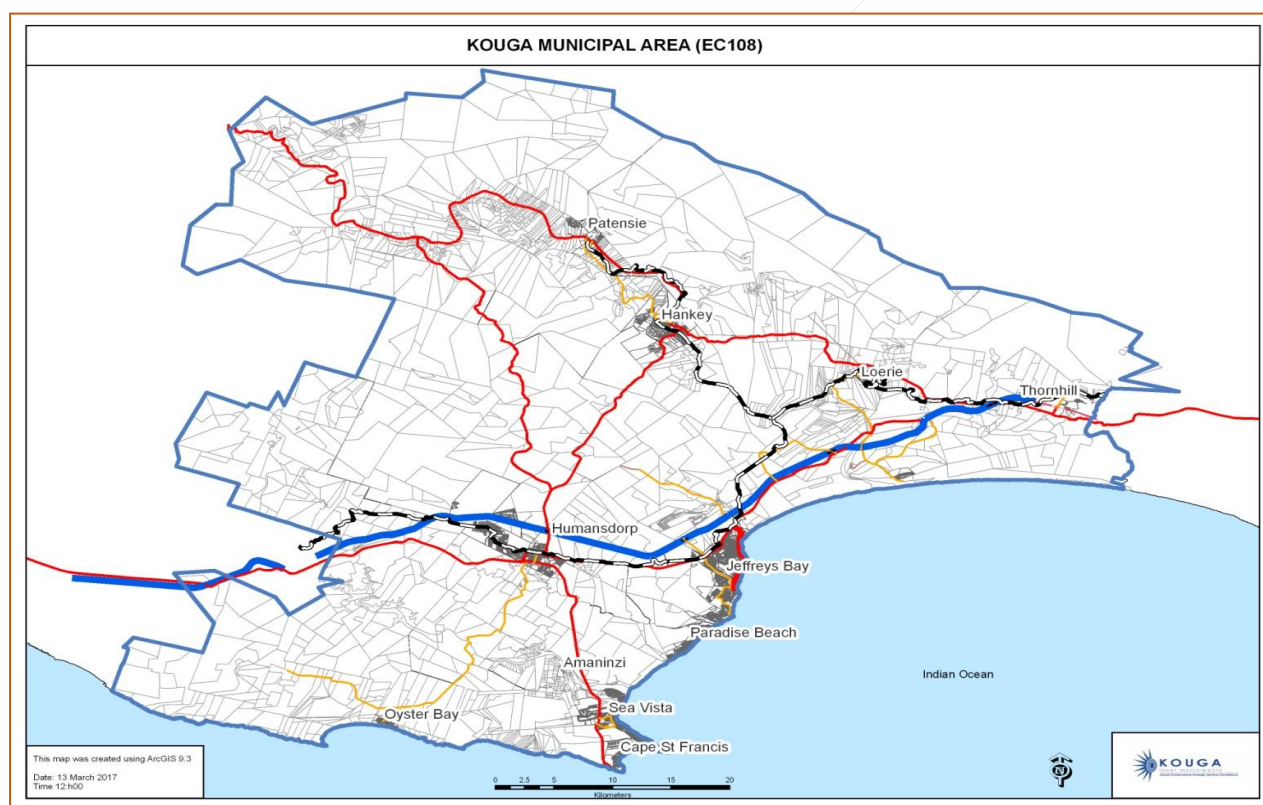 KOUGA MUNICIPAL AREA (EC108)
Patensie
Hankey
Loerie
Thornhill
Humansdorp
Jeffreys Bay
Paradise Beach
Amaninzi
Indian Ocean
Sea Vista
Oyster Bay
Cape St Francis
This map was created using ArcGIS 9.3
Date: 13 March 2017
Time 12:h00
0 2.5 5 10 15 20
Kilometers
N
KOUGA